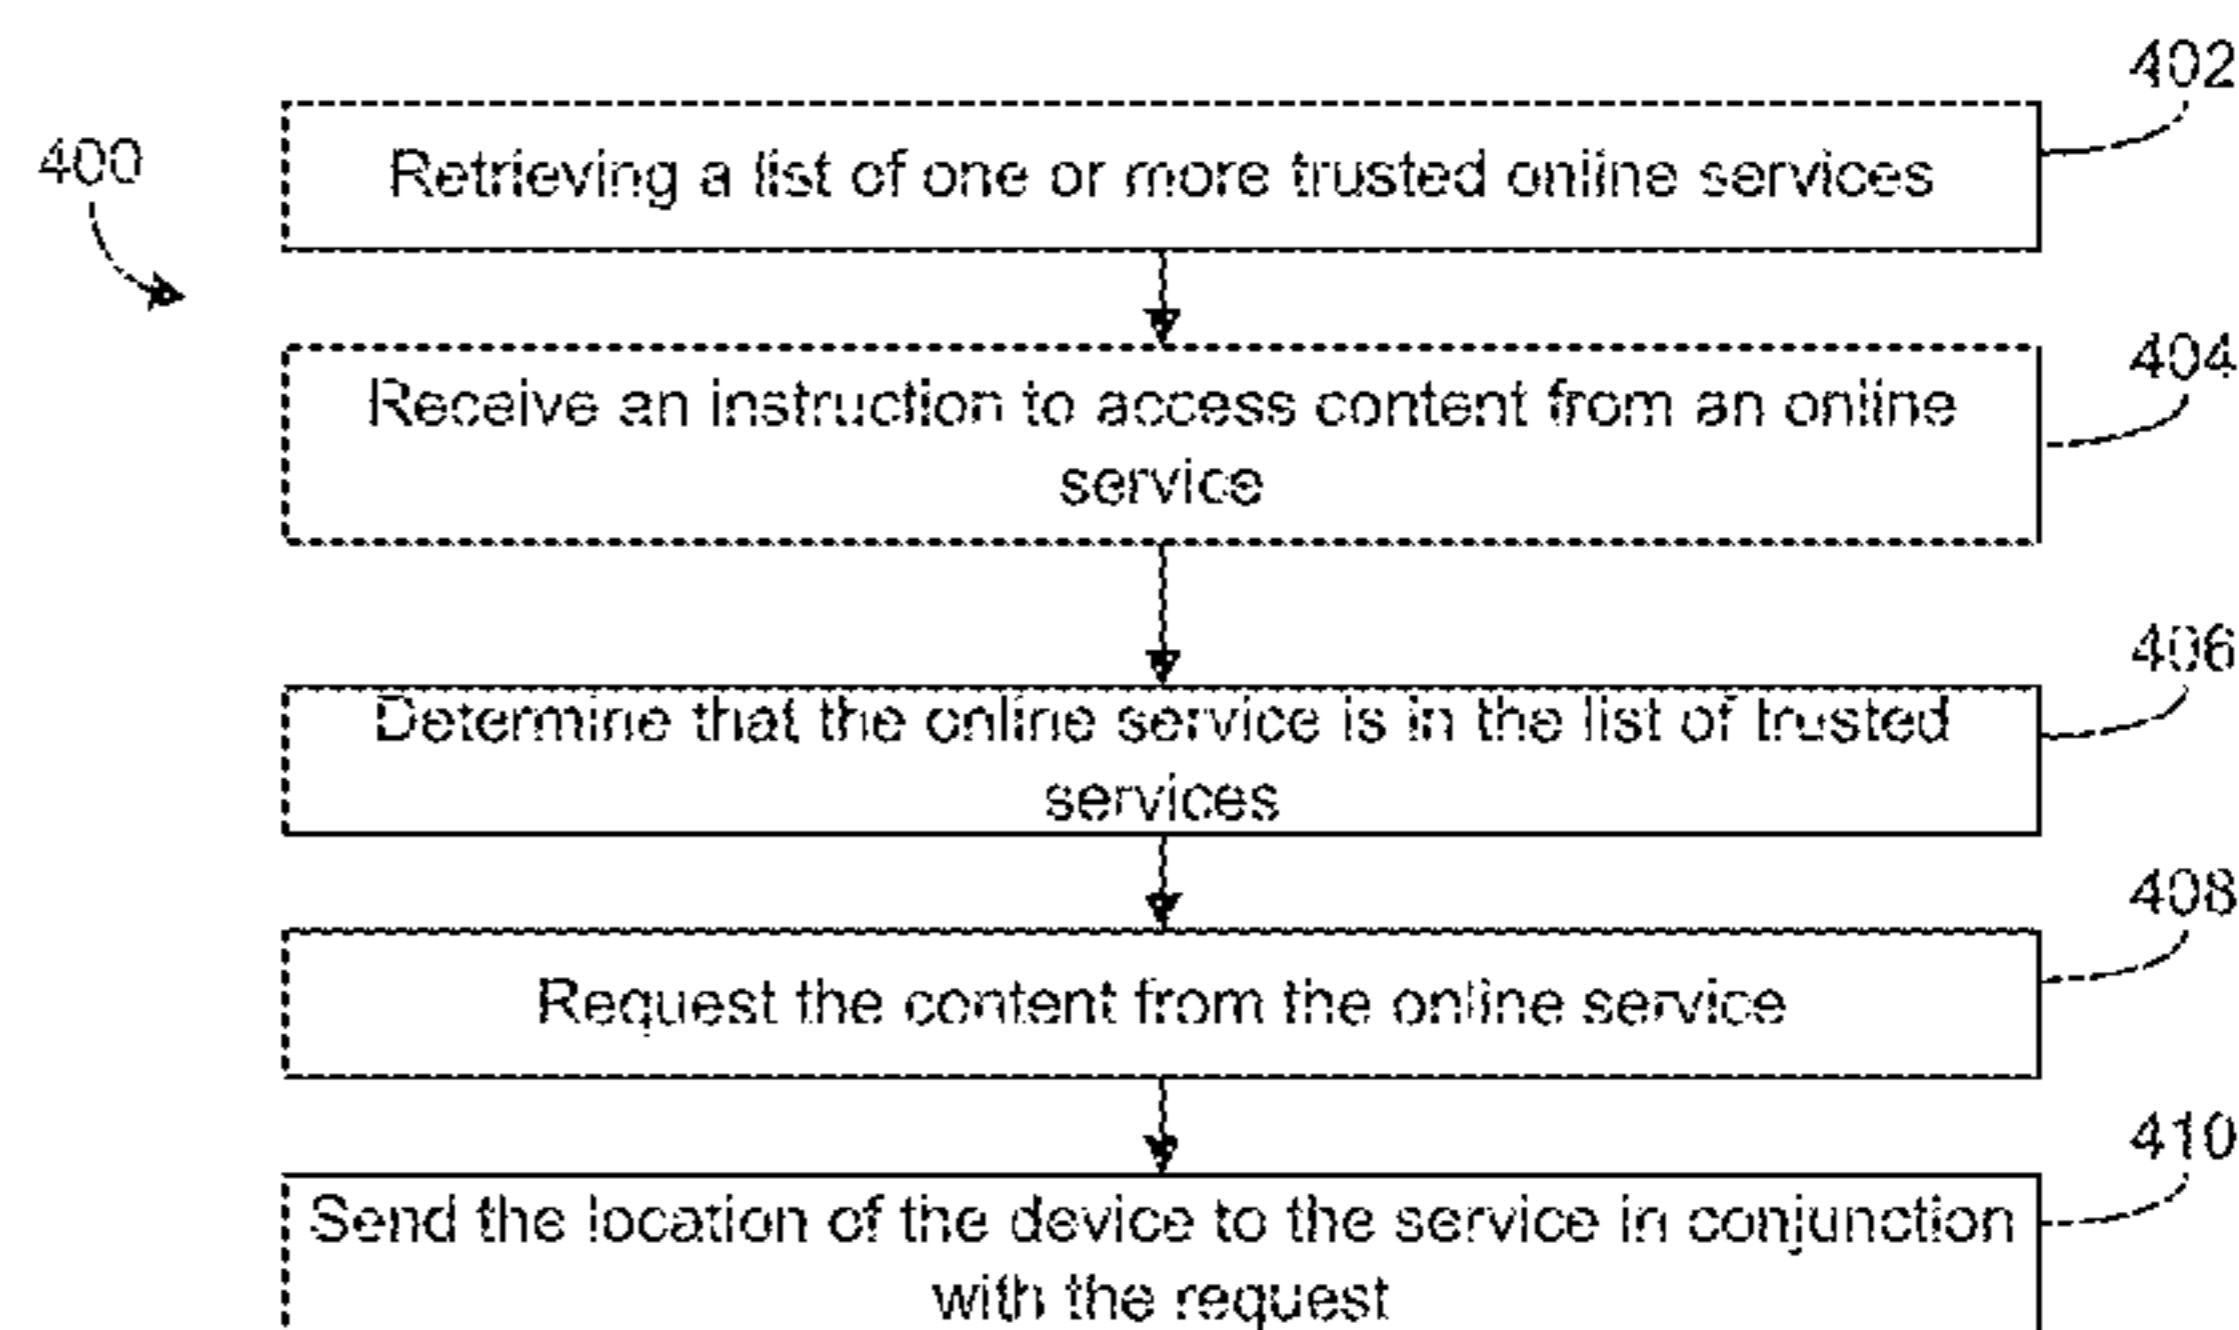 402
400
Retrieving a list of one or more trusted online services
404
Receive an instruction to access content from an online
service
406
Determine that the online service is in the list of trusted
services
408
Request the content from the online service
410
Send the location of the device to the service in conjunction
with the request